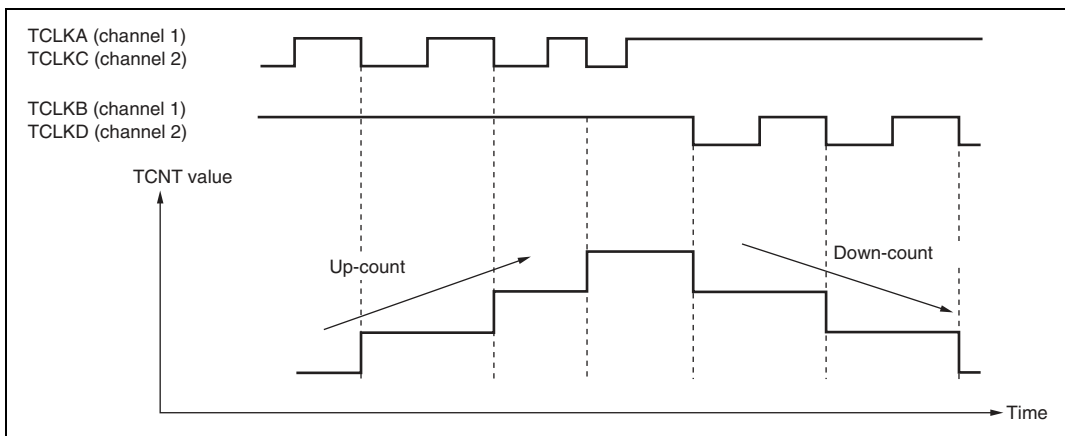 TCLKA (channel 1)
TCLKC (channel 2)
TCLKB (channel 1)
TCLKD (channel 2)
TCNT value
Up-count
Down-count
Time